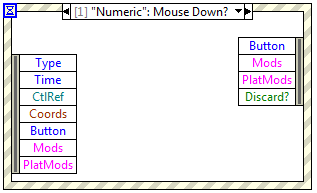 [1] "Numeric": Mouse Down?
Type
Time
CtlRef
Coords
Button
Mods
PlatMods
Button
Mods
PlatMods
Discard?